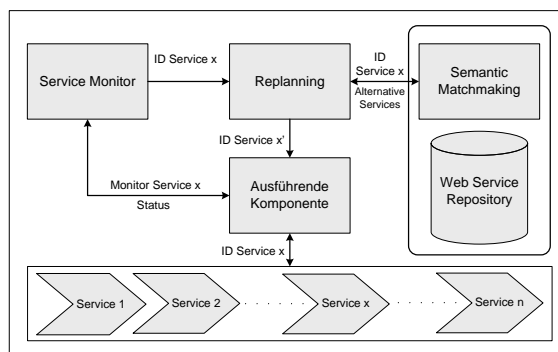 ID Service x
ID
Service x
Service Monitor
Replanning
Semantic
Matchmaking
Alternative
Services
ID Service x'
Monitor Service x
Status
Ausführende
Komponente
Web Service
Repository
ID Service x
Service 1
Service 2
Service x
Service n